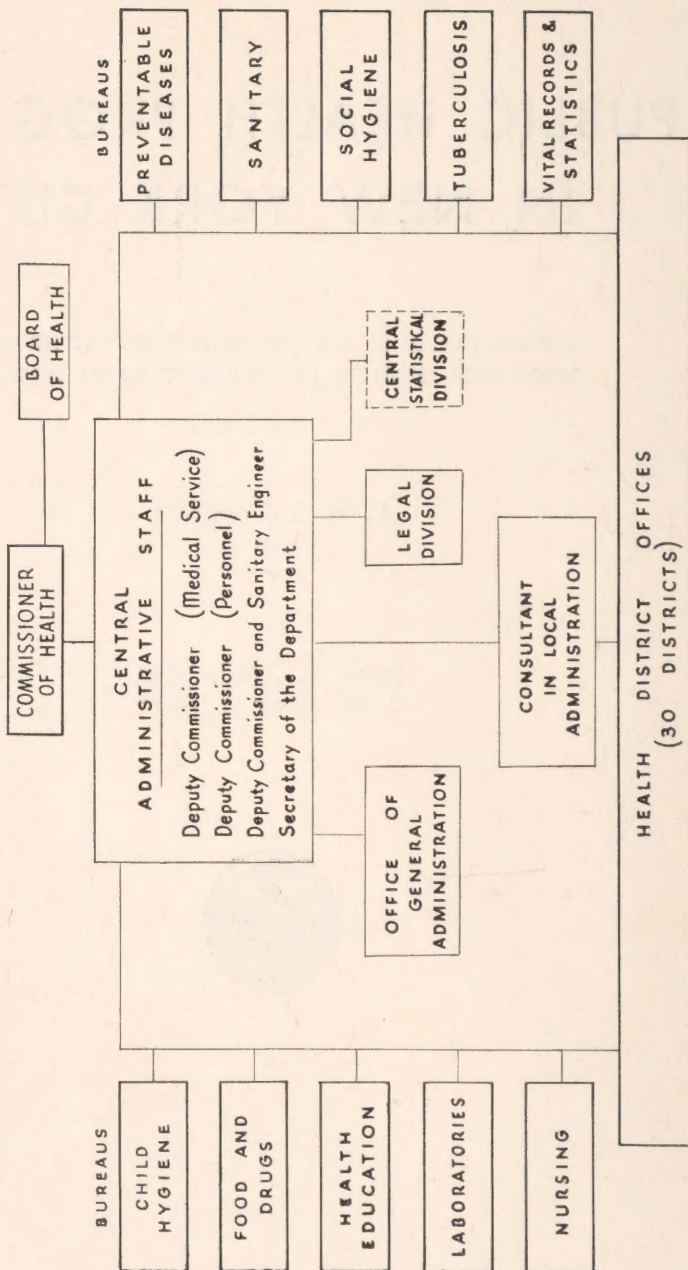 COMMISSIONER
OF HEALTH
BOARD
OF HEALTH
CENTRAL
ADMINISTRATIVE STAFF
Deputy Commissioner (Medical Service)
Deputy Commissioner (Personnel)
Deputy Commissioner and Sanitary Engineer
Secretary of the Department
BUREAUS
CHILD
HYGIENE
FOOD AND
DRUGS
HEALTH
EDUCATION
LABORATORIES
NURSING
OFFICE OF
GENERAL
ADMINISTRATION
LEGAL
DIVISION
CENTRAL
STATISTICAL
DIVISION
CONSULTANT
IN LOCAL
ADMINISTRATION
BUREAUS
PREVENTABLE
DISEASES
SANITARY
SOCIAL
HYGIENE
TUBERCULOSIS
VITAL RECORDS &
STATISTICS
HEALTH DISTRICT OFFICES
(30 DISTRICTS)